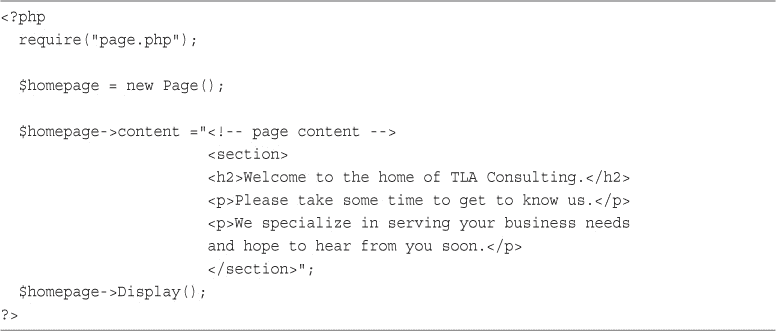 <?php
  require("page.php");

  $homepage = new Page();

  $homepage->content ="<!-- page content -->
                       <section>
                       <h2>Welcome to the home of TLA Consulting.</h2>
                       <p>Please take some time to get to know us.</p>
                       <p>We specialize in serving your business needs
                       and hope to hear from you soon.</p>
                       </section>";
  $homepage->Display();
?>